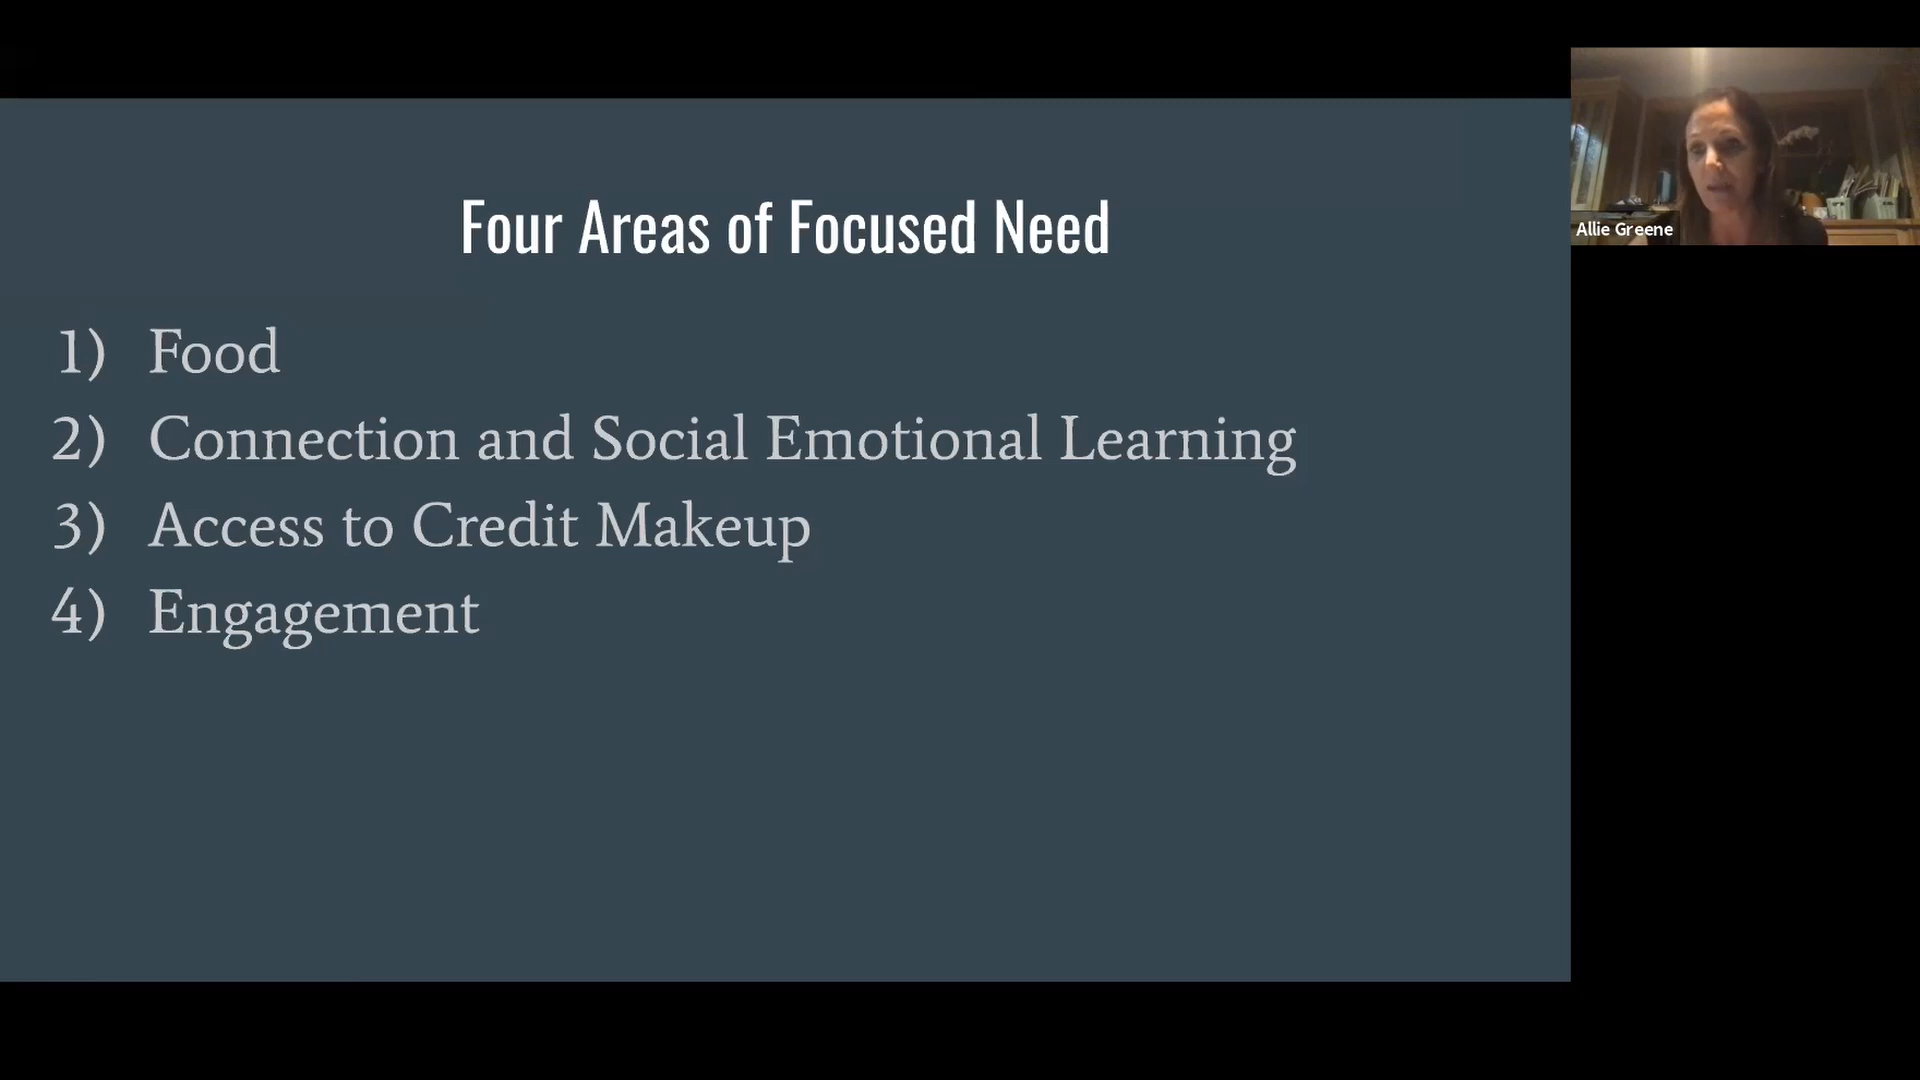 Four Areas of Focused Need
1) Food
2) Connection and Social Emotional Learning
3) Access to Credit Makeup
4) Engagement
Allie Greene